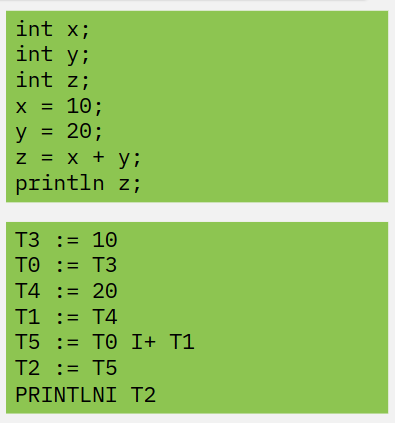 int x;
int y;
int z;
x = 10;
y = 20;
z = x + y;
println z;
T3 := 10
T0 := T3
T4 := 20
T1 := T4
T5 := T0 I+ T1
T2 := T5
PRINTLNI T2